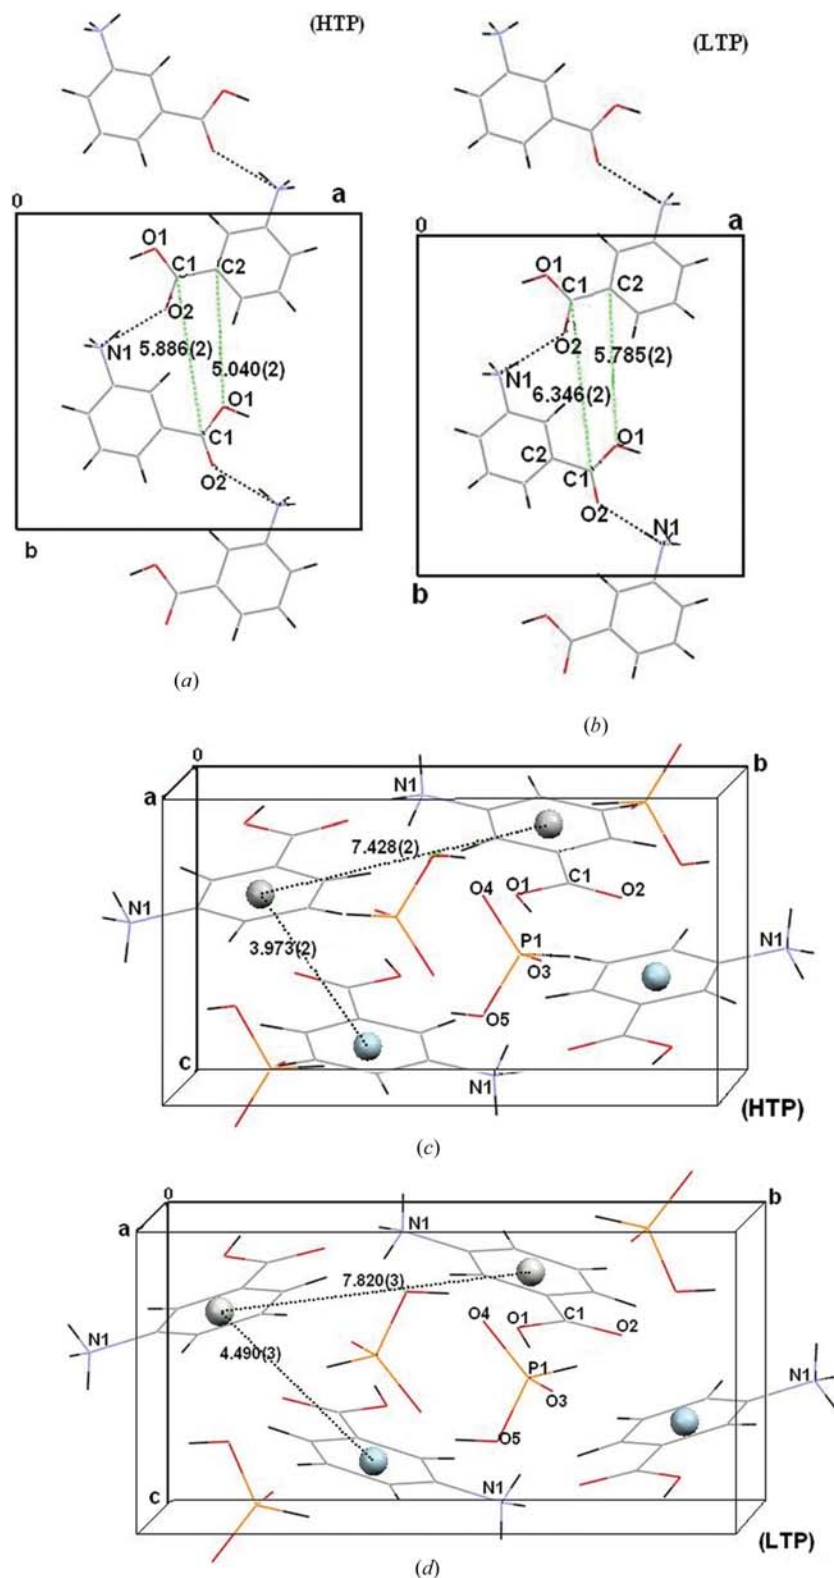 (HTP)
0
a
O1
C1
C2
O2
N1
5.886(2)
5.040(2)
O1
C1
O2
b
(a)
(LTP)
0
a
O1
C1
C2
O2
N1
5.785(2)
6.346(2)
O1
C2
C1
O2
N1
b
(b)
0
b
a
N1
7.428(2)
C1
O1
O2
O4
N1
3.973(2)
P1
O3
N1
O5
c
N1
(HTP)
(c)
0
b
a
N1
7.820(3)
O4
O1
C1
O2
N1
4.490(3)
P1
O3
N1
O5
c
N1
(LTP)
(d)